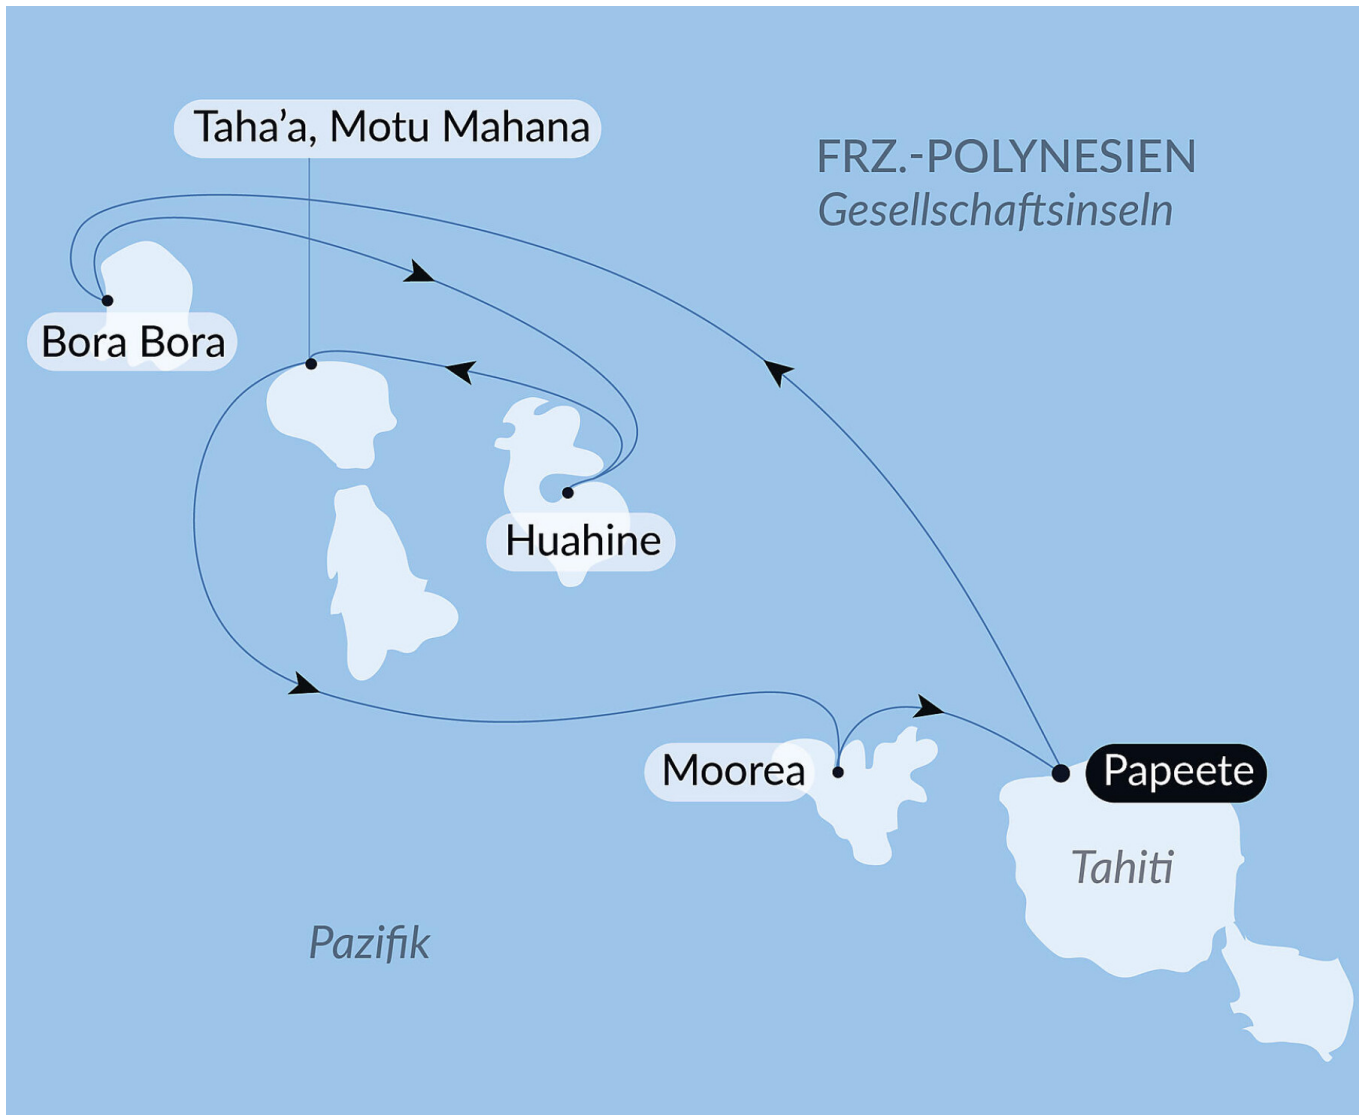 Taha’a, Motu Mahana
FRZ.-POLYNESIEN
Gesellschaftsinseln
Bora Bora
Huahine
Moorea
Papeete
Tahiti
Pazifik